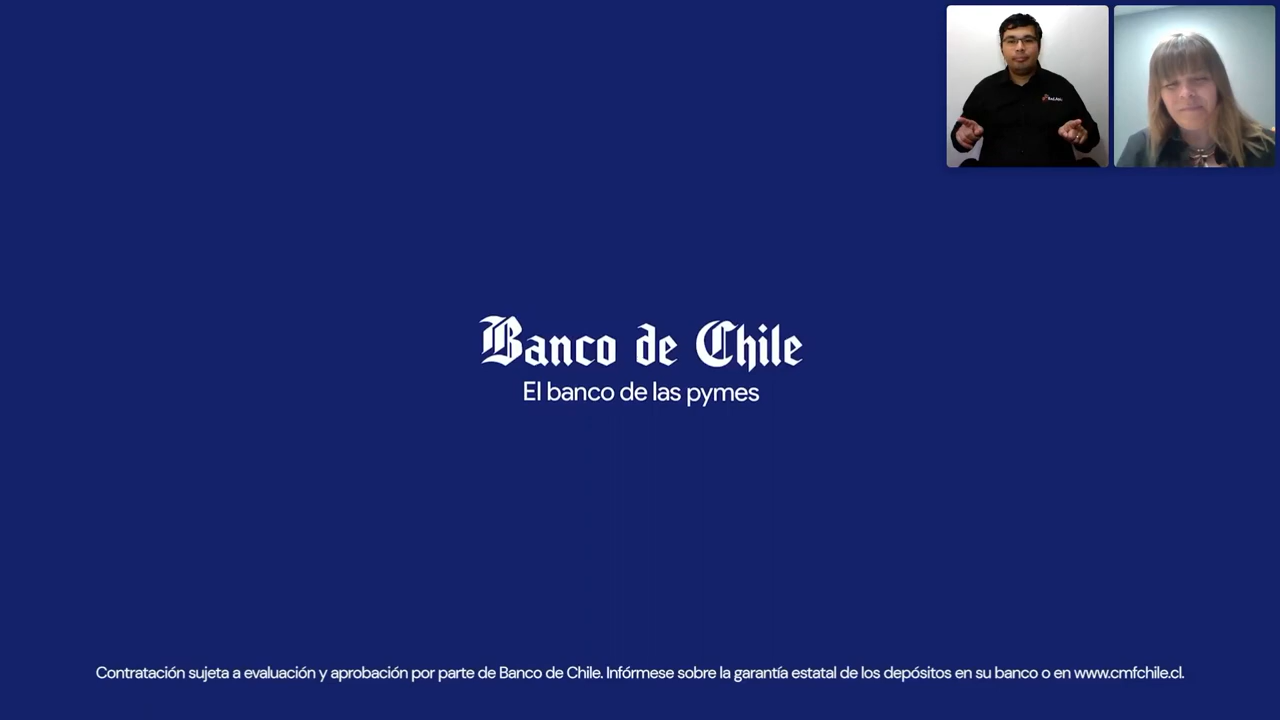 Banco de Chile
El banco de las pymes
Contratación sujeta a evaluación y aprobación por parte de Banco de Chile. Infórmese sobre la garantía estatal de los depósitos en su banco o en www.cmfchile.cl.